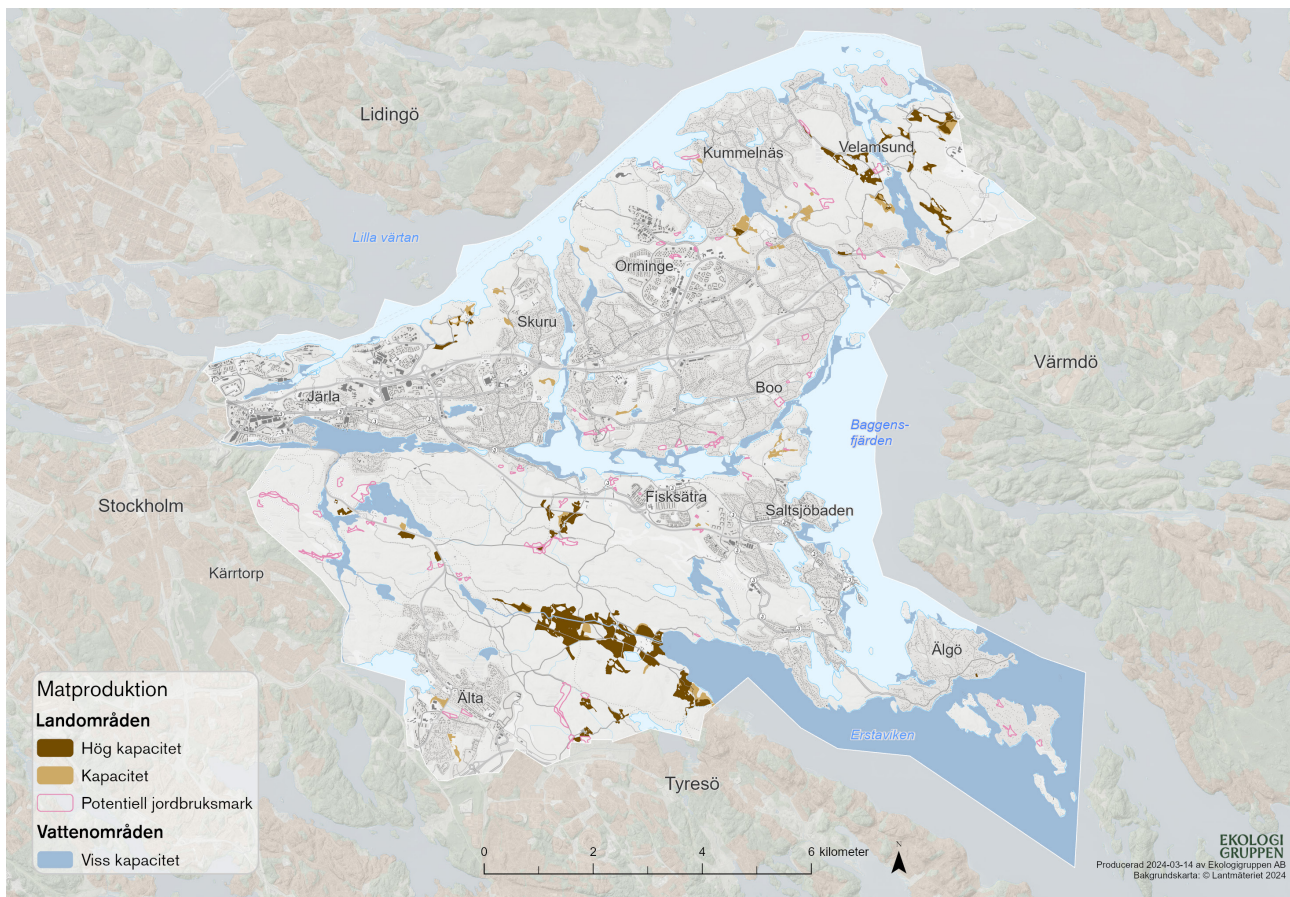 Lidingö
Kummelnäs
Velamsund
Lilla värtan
Orminge
Skuru
Värmdö
Järla
Boo
Baggens-
fjärden
Stockholm
Fisksätra
Saltsjöbaden
Kärrtorp
Älgö
Älta
Erstaviken
Tyresö
Matproduktion
Landområden
Hög kapacitet
Kapacitet
Potentiell jordbruksmark
Vattenområden
Viss kapacitet
0 2 4 6 kilometer
N
EKOLOGI
GRUPPEN
Producerad 2024-03-14 av Ekologigruppen AB
Bakgrundskarta: © Lantmäteriet 2024